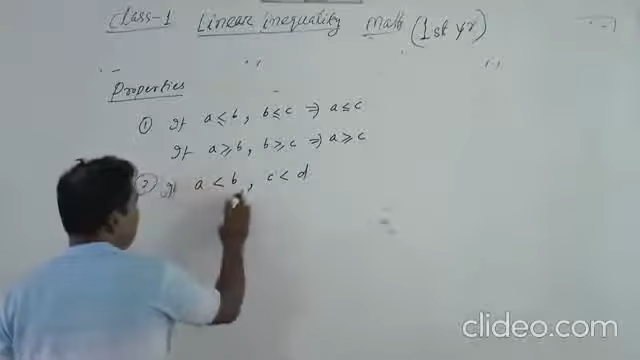 Class-1 Linear inequality Math (1st yr)
Properties
① If a ≤ b, b ≤ c ⇒ a ≤ c
If a ≥ b, b ≥ c ⇒ a ≥ c
② If a < b, c < d
clideo.com